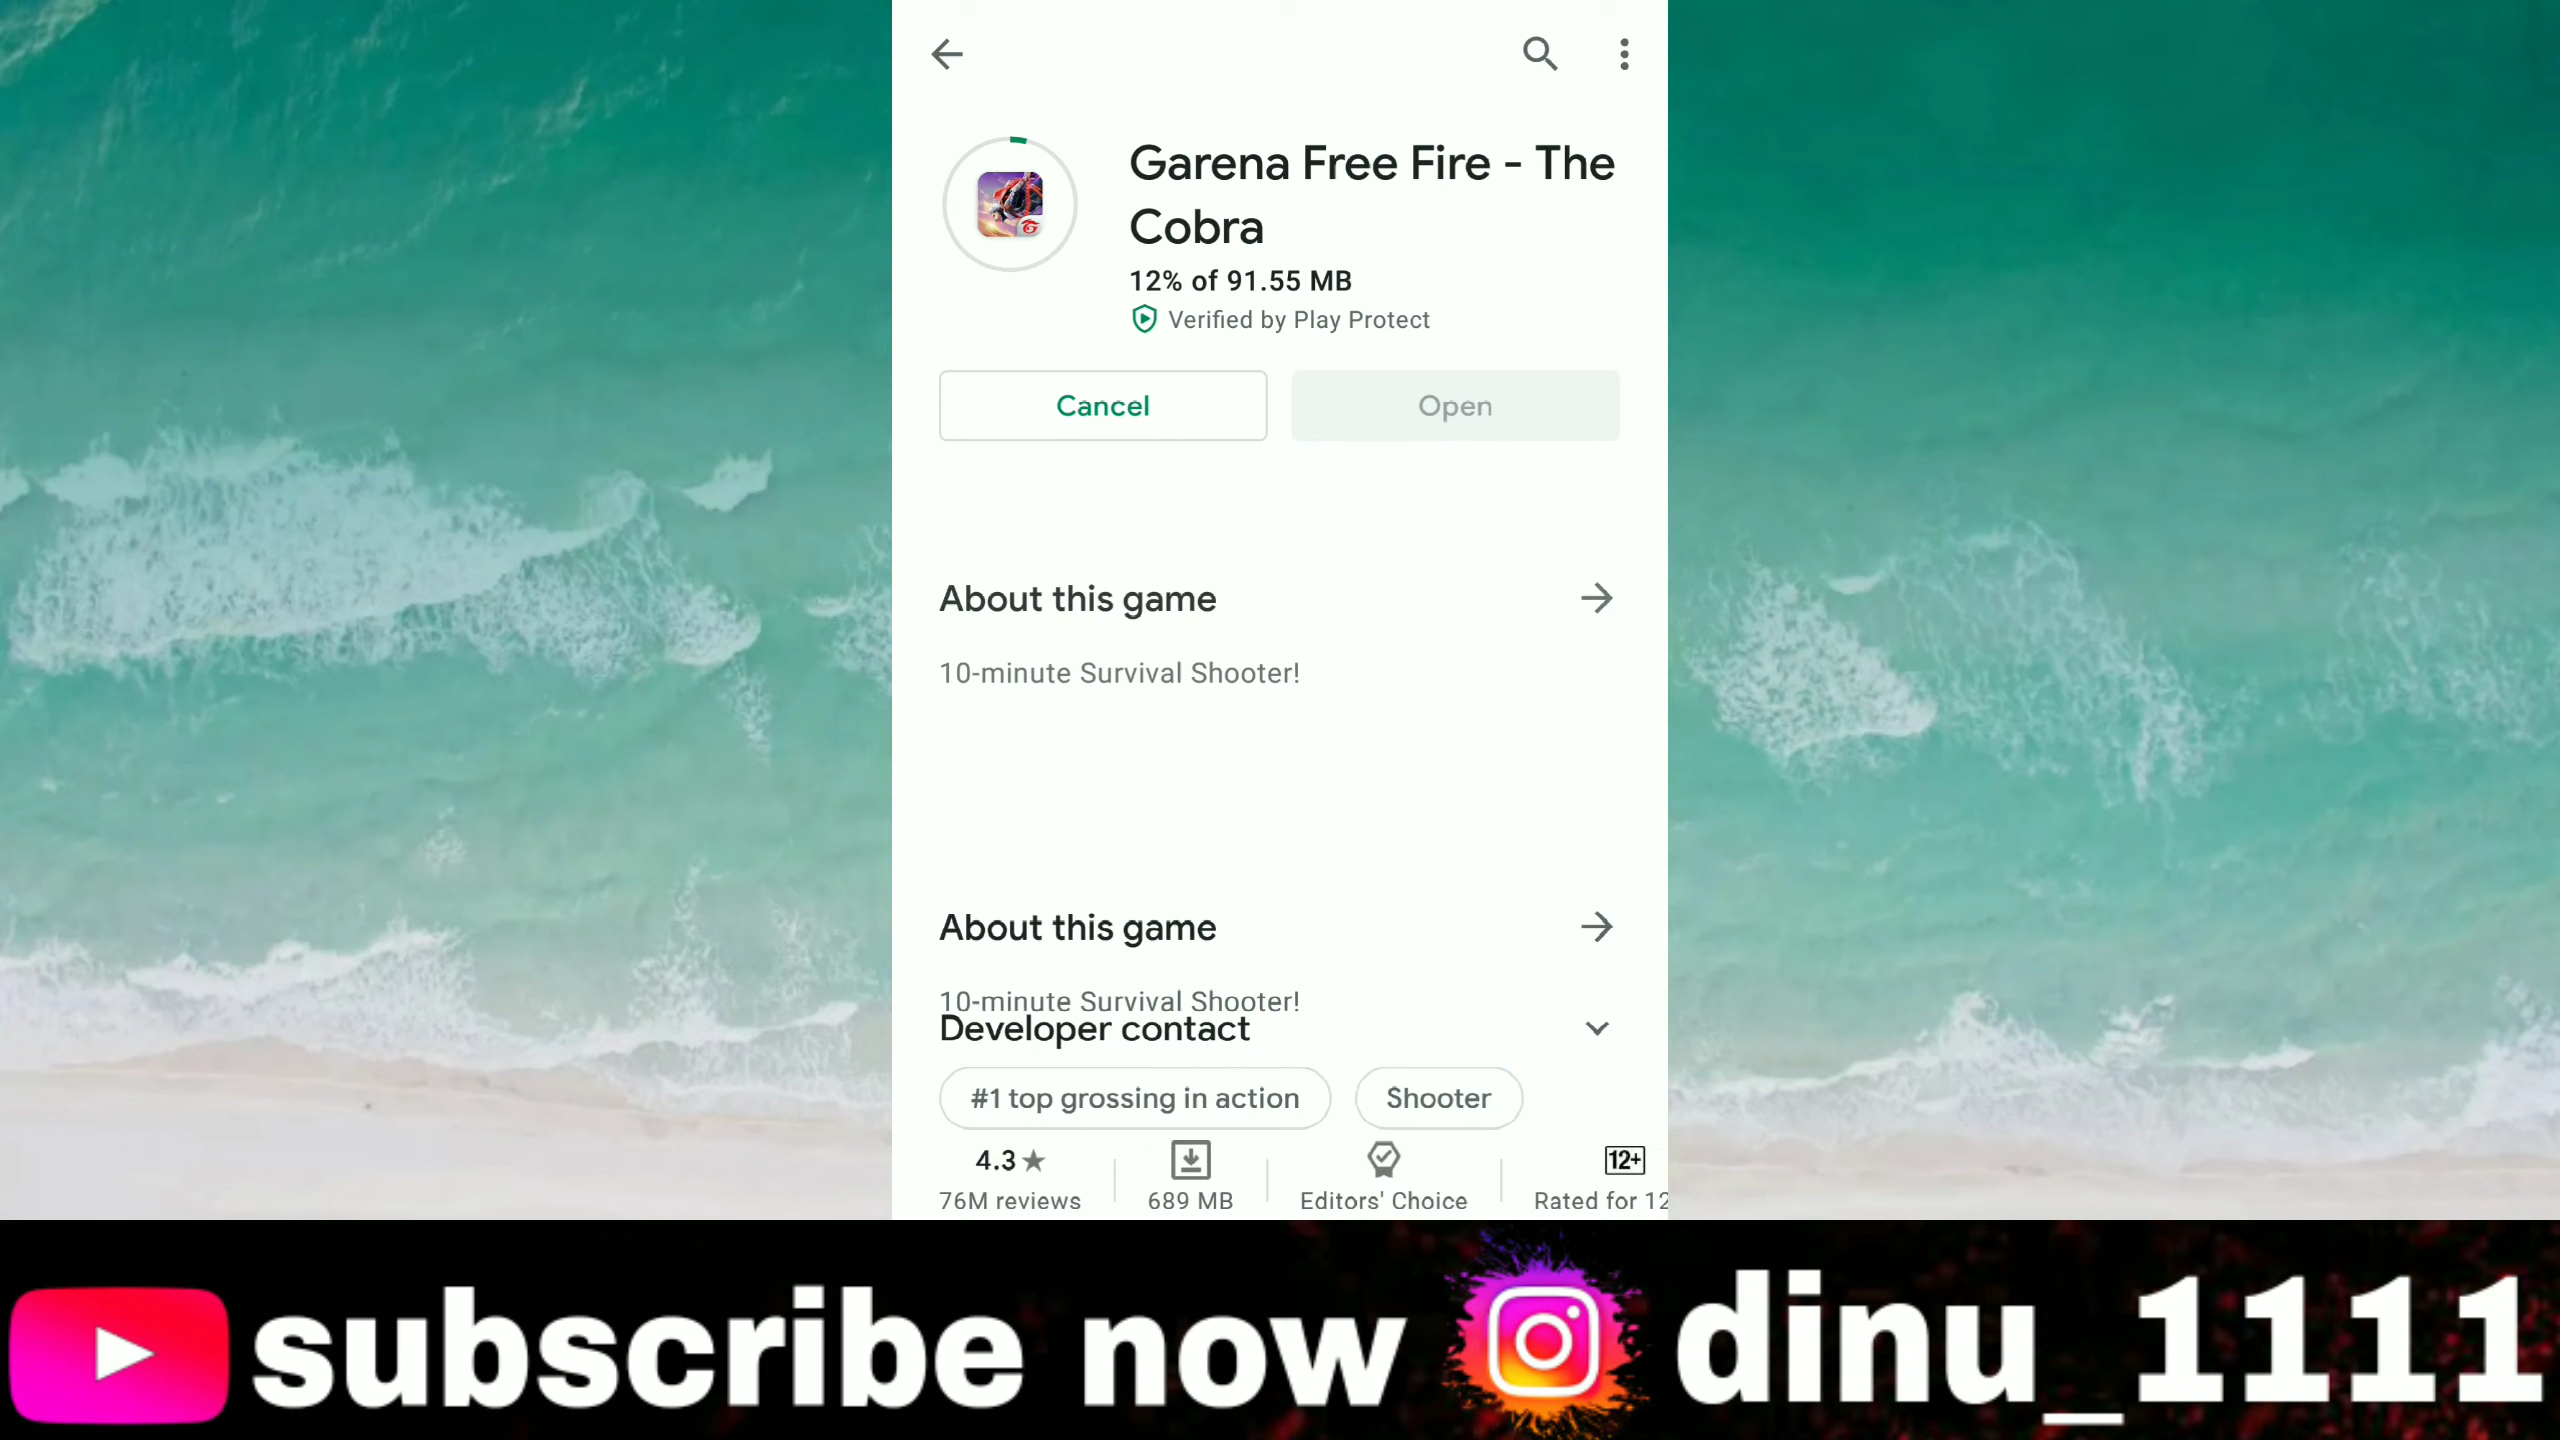 Garena Free Fire - The
Cobra
12% of 91.55 MB
Verified by Play Protect
Cancel
Open
About this game
10-minute Survival Shooter!
About this game
10-minute Survival Shooter!
Developer contact
#1 top grossing in action
Shooter
4.3★
12+
76M reviews
689 MB
Editors' Choice
Rated for 12
subscribe now
dinu_1111